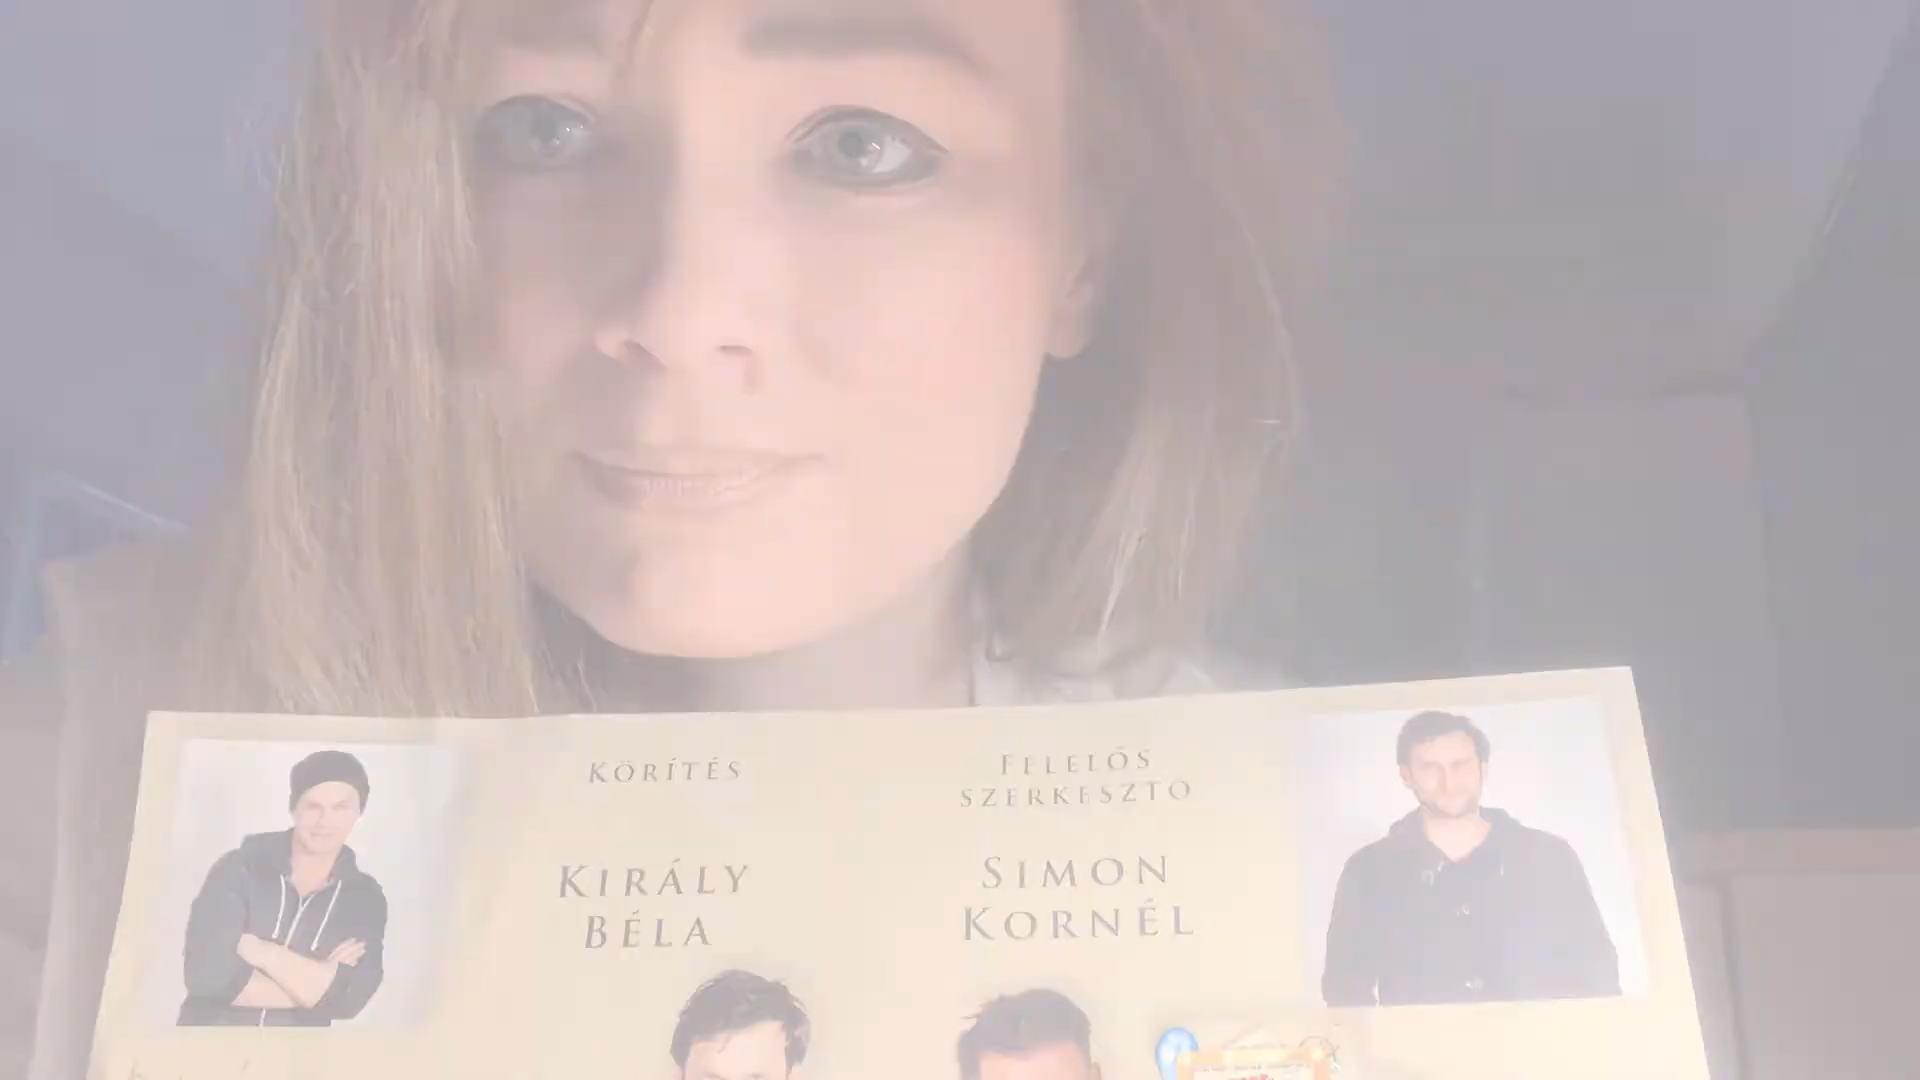 KÖRÍTÉS
KIRÁLY
BÉLA
FELELŐS
SZERKESZTŐ
SIMON
KORNÉL